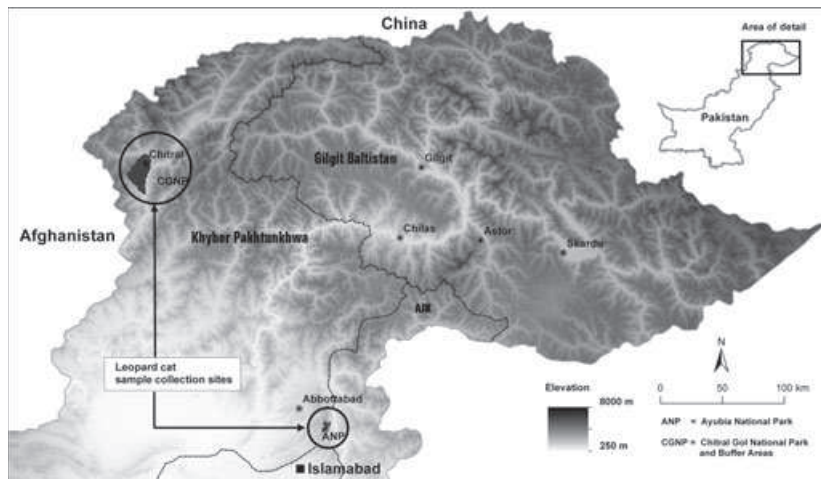 China
Area of detail
Pakistan
Chitral
CGNP
Gilgit Baltistan
Gilgit
Afghanistan
Khyber Pakhtunkhwa
Chilas
Astor
Skardu
AJK
Leopard cat
sample collection sites
N
0 50 100 km
Elevation
8000 m
250 m
Abbottabad
ANP
Islamabad
ANP = Ayubia National Park
CGNP = Chitral Gol National Park
and Buffer Areas